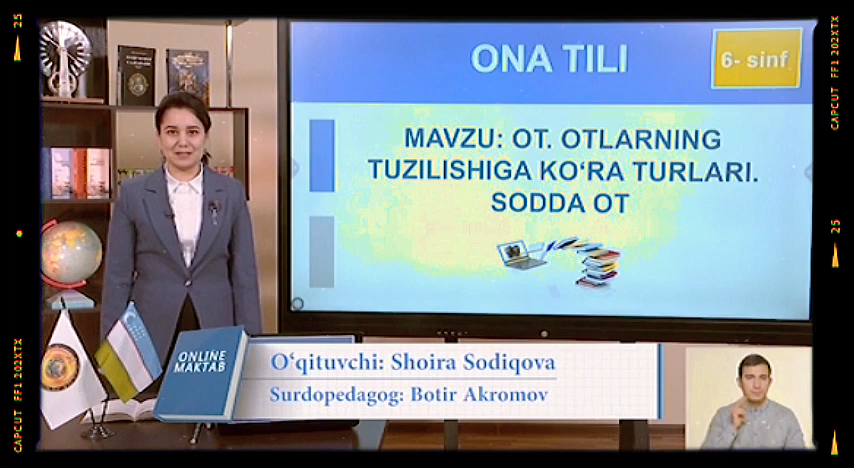 25
25
CAPCUT FF1 202XTX
ONA TILI
6- sinf
MAVZU: OT. OTLARNING
TUZILISHIGA KO‘RA TURLARI.
SODDA OT
25
ONLINE
MAKTAB
O‘qituvchi: Shoira Sodiqova
Surdopedagog: Botir Akromov
CAPCUT FF1 202XTX